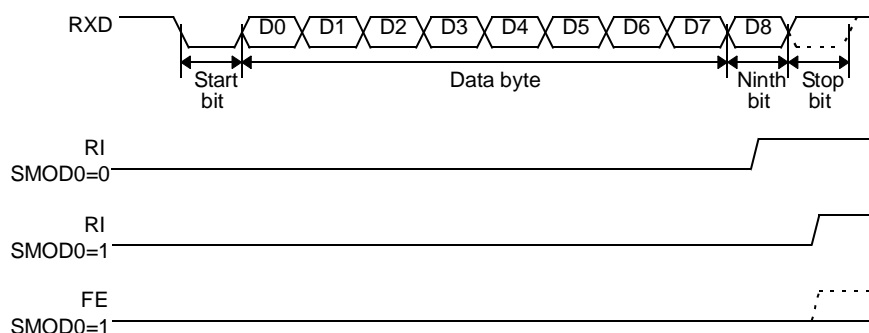 RXD D0 D1 D2 D3 D4 D5 D6 D7 D8
Start bit
Data byte
Ninth bit
Stop bit
RI
SMOD0=0
RI
SMOD0=1
FE
SMOD0=1